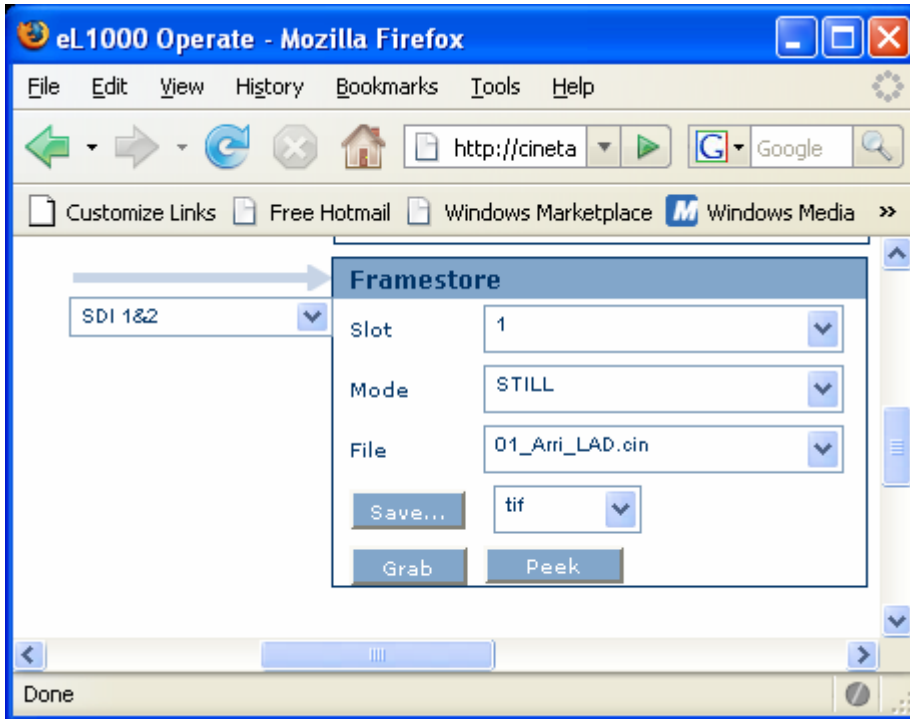 eL1000 Operate - Mozilla Firefox
File Edit View History Bookmarks Tools Help
http://cineta G Google
Customize Links Free Hotmail Windows Marketplace M Windows Media »
Framestore
SDI 1&2
Slot 1
Mode STILL
File 01_Arri_LAD.cin
Save... tif
Grab Peek
Done